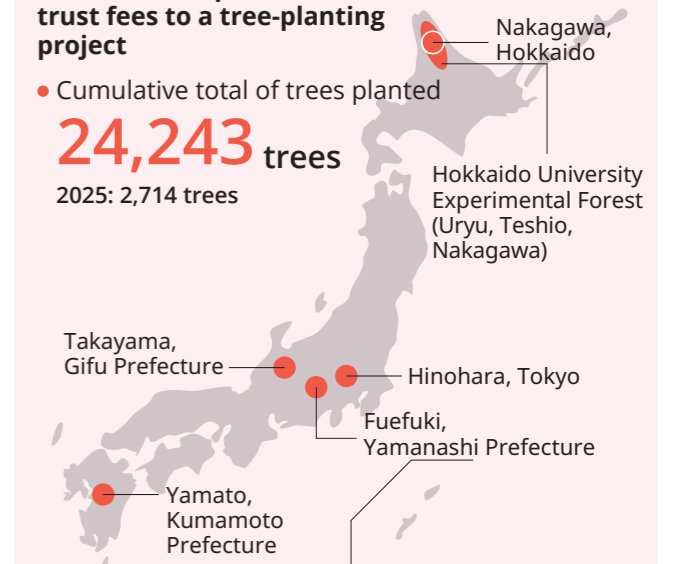 trust fees to a tree-planting
project
Cumulative total of trees planted
24,243 trees
2025: 2,714 trees
Nakagawa,
Hokkaido
Hokkaido University
Experimental Forest
(Uryu, Teshio,
Nakagawa)
Takayama,
Gifu Prefecture
Hinohara, Tokyo
Fuefuki,
Yamanashi Prefecture
Yamato,
Kumamoto
Prefecture